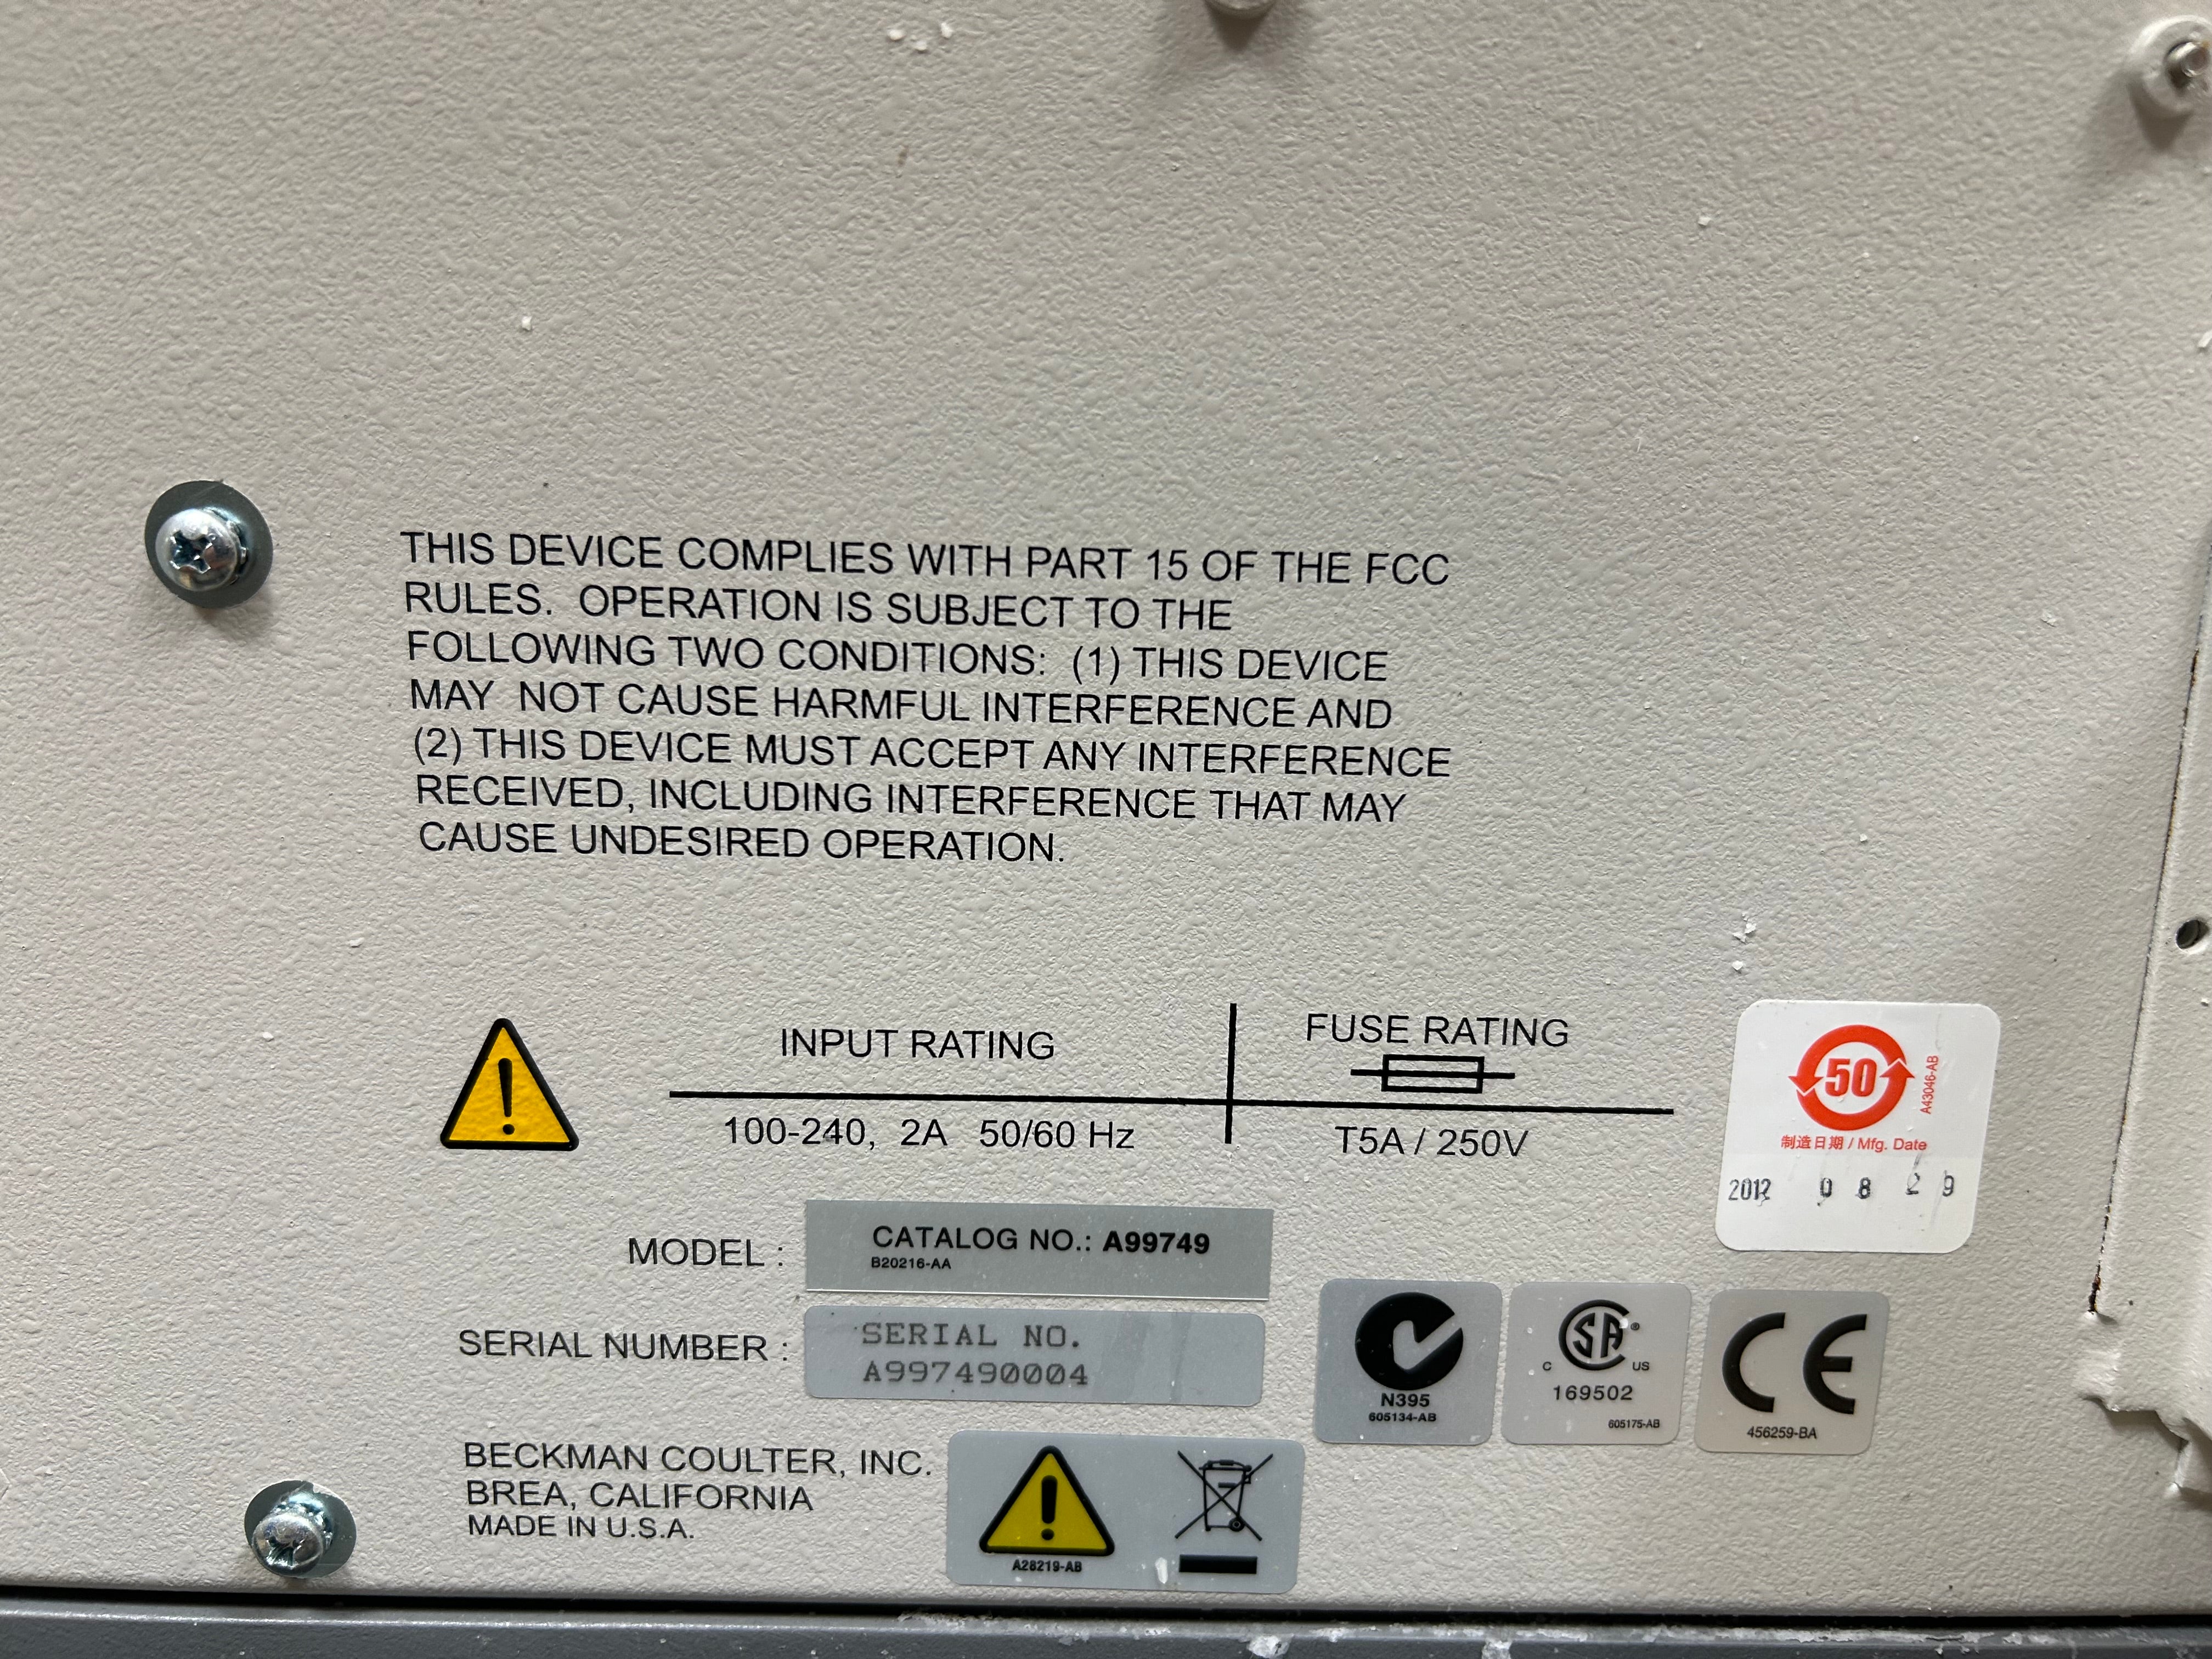 THIS DEVICE COMPLIES WITH PART 15 OF THE FCC
RULES. OPERATION IS SUBJECT TO THE
FOLLOWING TWO CONDITIONS: (1) THIS DEVICE
MAY NOT CAUSE HARMFUL INTERFERENCE AND
(2) THIS DEVICE MUST ACCEPT ANY INTERFERENCE
RECEIVED, INCLUDING INTERFERENCE THAT MAY
CAUSE UNDESIRED OPERATION.
INPUT RATING
100-240, 2A 50/60 Hz
FUSE RATING
T5A / 250V
50
A43046-AB
制造日期 / Mfg. Date
2012 0 8 2 9
MODEL :
CATALOG NO.: A99749
B20216-AA
SERIAL NUMBER :
SERIAL NO.
A997490004
N395
605134-AB
C SA ® US
169502
605175-AB
CE
456259-BA
BECKMAN COULTER, INC.
BREA, CALIFORNIA
MADE IN U.S.A.
A28219-AB